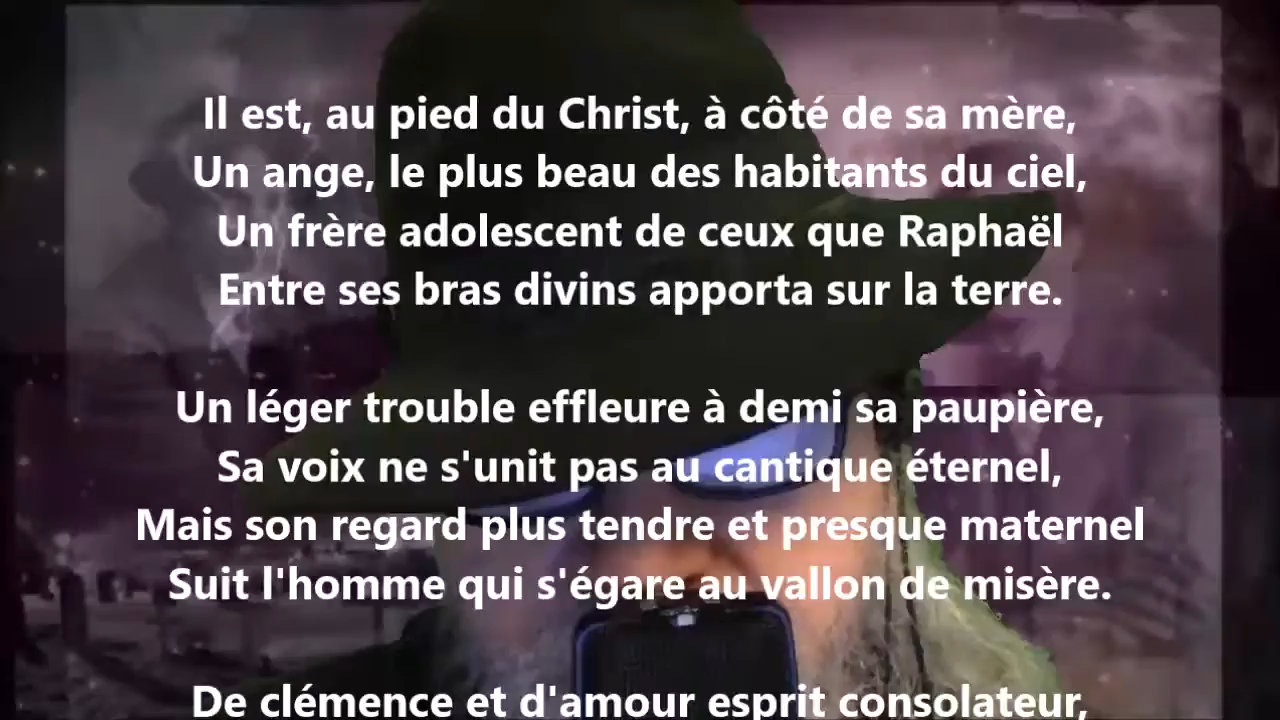 Il est, au pied du Christ, à côté de sa mère,
Un ange, le plus beau des habitants du ciel,
Un frère adolescent de ceux que Raphaël
Entre ses bras divins apporta sur la terre.
Un léger trouble effleure à demi sa paupière,
Sa voix ne s'unit pas au cantique éternel,
Mais son regard plus tendre et presque maternel
Suit l'homme qui s'égare au vallon de misère.
De clémence et d'amour esprit consolateur,